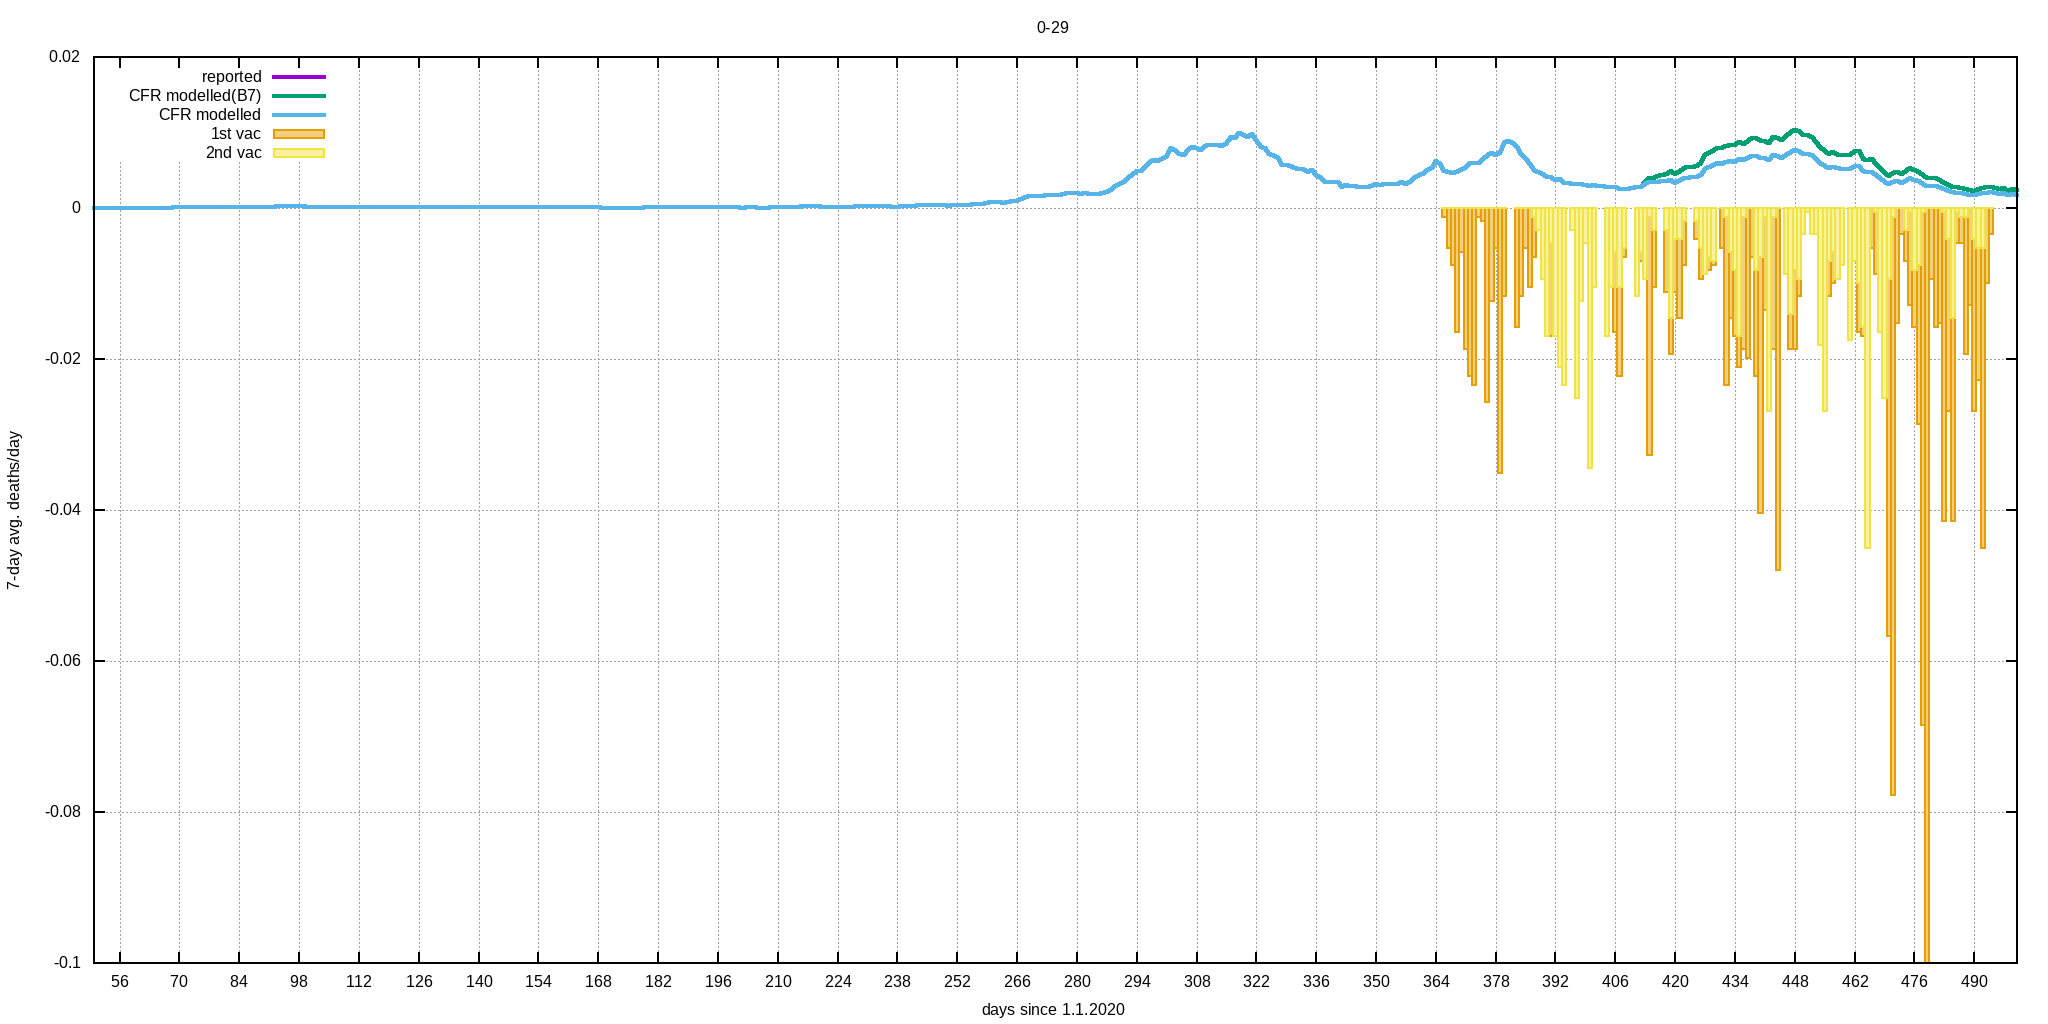 0-29
0.02
0
-0.02
-0.04
-0.06
-0.08
-0.1
reported
CFR modelled(B7)
CFR modelled
1st vac
2nd vac
7-day avg. deaths/day
56 70 84 98 112 126 140 154 168 182 196 210 224 238 252 266 280 294 308 322 336 350 364 378 392 406 420 434 448 462 476 490
days since 1.1.2020